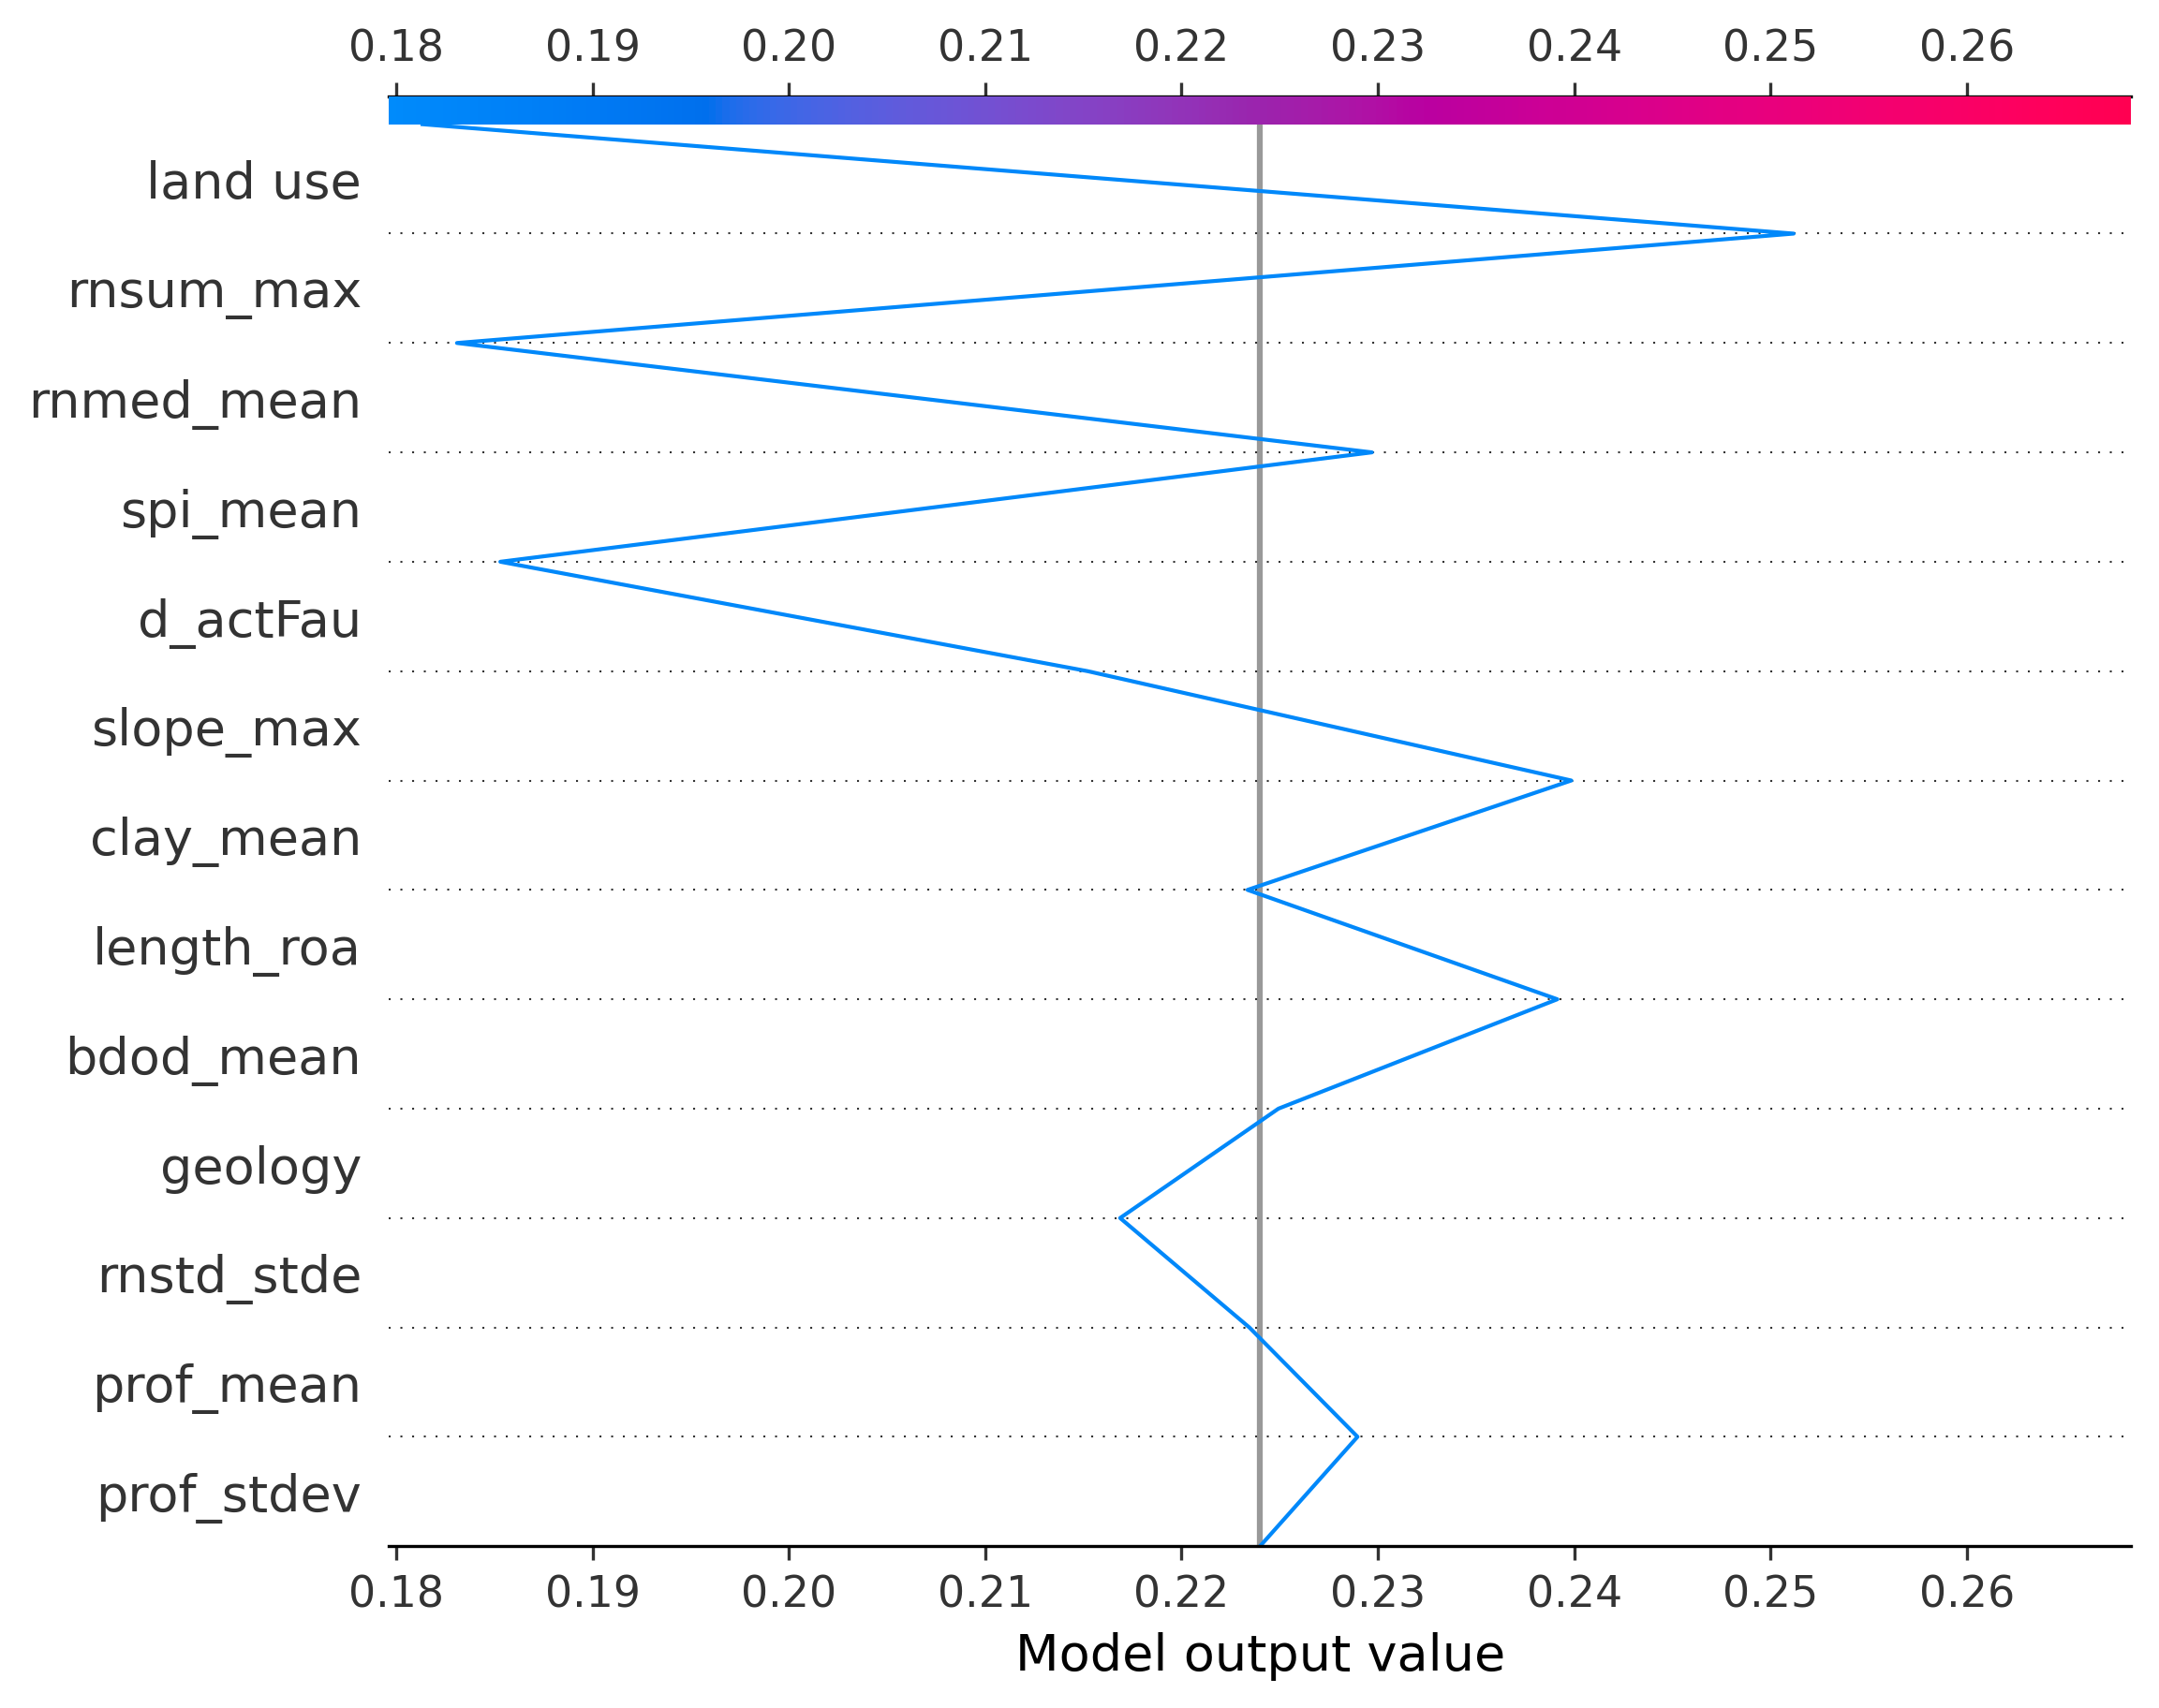 0.18 0.19 0.20 0.21 0.22 0.23 0.24 0.25 0.26
land use
rnsum_max
rnmed_mean
spi_mean
d_actFau
slope_max
clay_mean
length_roa
bdod_mean
geology
rnstd_stde
prof_mean
prof_stdev
0.18 0.19 0.20 0.21 0.22 0.23 0.24 0.25 0.26
Model output value